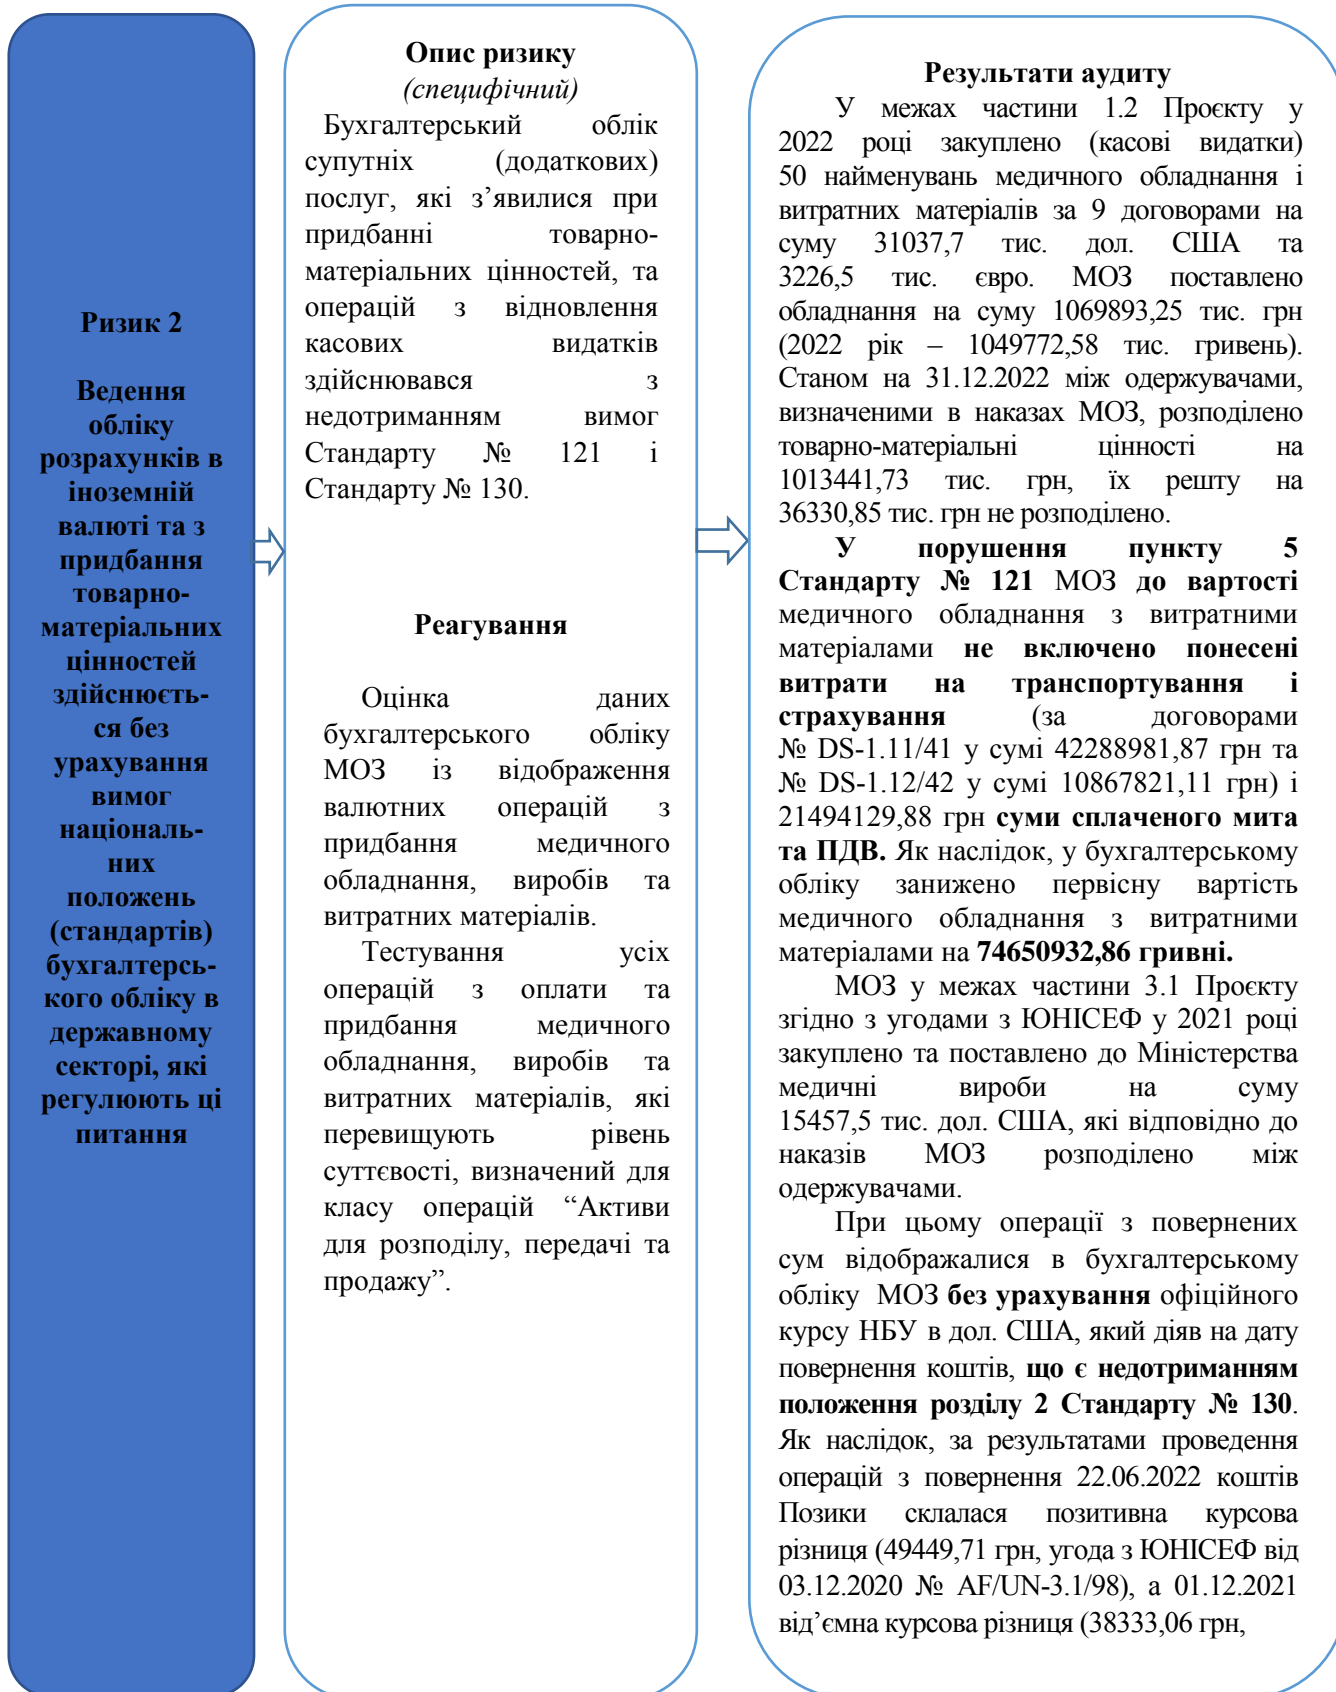 Ризик 2
Ведення
обліку
розрахунків в
іноземній
валюті та з
придбання
товарно-
матеріальних
цінностей
здійснюєть-
ся без
урахування
вимог
національ-
них
положень
(стандартів)
бухгалтерсь-
кого обліку в
державному
секторі, які
регулюють ці
питання
Опис ризику
(специфічний)
Бухгалтерський облік
супутніх (додаткових)
послуг, які з’явилися при
придбанні товарно-
матеріальних цінностей, та
операцій з відновлення
касових видатків
здійснювався з
недотриманням вимог
Стандарту № 121 і
Стандарту № 130.
Реагування
Оцінка даних
бухгалтерського обліку
МОЗ із відображення
валютних операцій з
придбання медичного
обладнання, виробів та
витратних матеріалів.
Тестування усіх
операцій з оплати та
придбання медичного
обладнання, виробів та
витратних матеріалів, які
перевищують рівень
суттєвості, визначений для
класу операцій “Активи
для розподілу, передачі та
продажу”.
Результати аудиту
У межах частини 1.2 Проєкту у
2022 році закуплено (касові видатки)
50 найменувань медичного обладнання і
витратних матеріалів за 9 договорами на
суму 31037,7 тис. дол. США та
3226,5 тис. євро. МОЗ поставлено
обладнання на суму 1069893,25 тис. грн
(2022 рік – 1049772,58 тис. гривень).
Станом на 31.12.2022 між одержувачами,
визначеними в наказах МОЗ, розподілено
товарно-матеріальні цінності на
1013441,73 тис. грн, їх решту на
36330,85 тис. грн не розподілено.
У порушення пункту 5
Стандарту № 121 МОЗ до вартості
медичного обладнання з витратними
матеріалами не включено понесені
витрати на транспортування і
страхування (за договорами
№ DS-1.11/41 у сумі 42288981,87 грн та
№ DS-1.12/42 у сумі 10867821,11 грн) і
21494129,88 грн суми сплаченого мита
та ПДВ. Як наслідок, у бухгалтерському
обліку занижено первісну вартість
медичного обладнання з витратними
матеріалами на 74650932,86 гривні.
МОЗ у межах частини 3.1 Проєкту
згідно з угодами з ЮНІСЕФ у 2021 році
закуплено та поставлено до Міністерства
медичні вироби на суму
15457,5 тис. дол. США, які відповідно до
наказів МОЗ розподілено між
одержувачами.
При цьому операції з повернених
сум відображалися в бухгалтерському
обліку МОЗ без урахування офіційного
курсу НБУ в дол. США, який діяв на дату
повернення коштів, що є недотриманням
положення розділу 2 Стандарту № 130.
Як наслідок, за результатами проведення
операцій з повернення 22.06.2022 коштів
Позики склалася позитивна курсова
різниця (49449,71 грн, угода з ЮНІСЕФ від
03.12.2020 № AF/UN-3.1/98), а 01.12.2021
від’ємна курсова різниця (38333,06 грн,